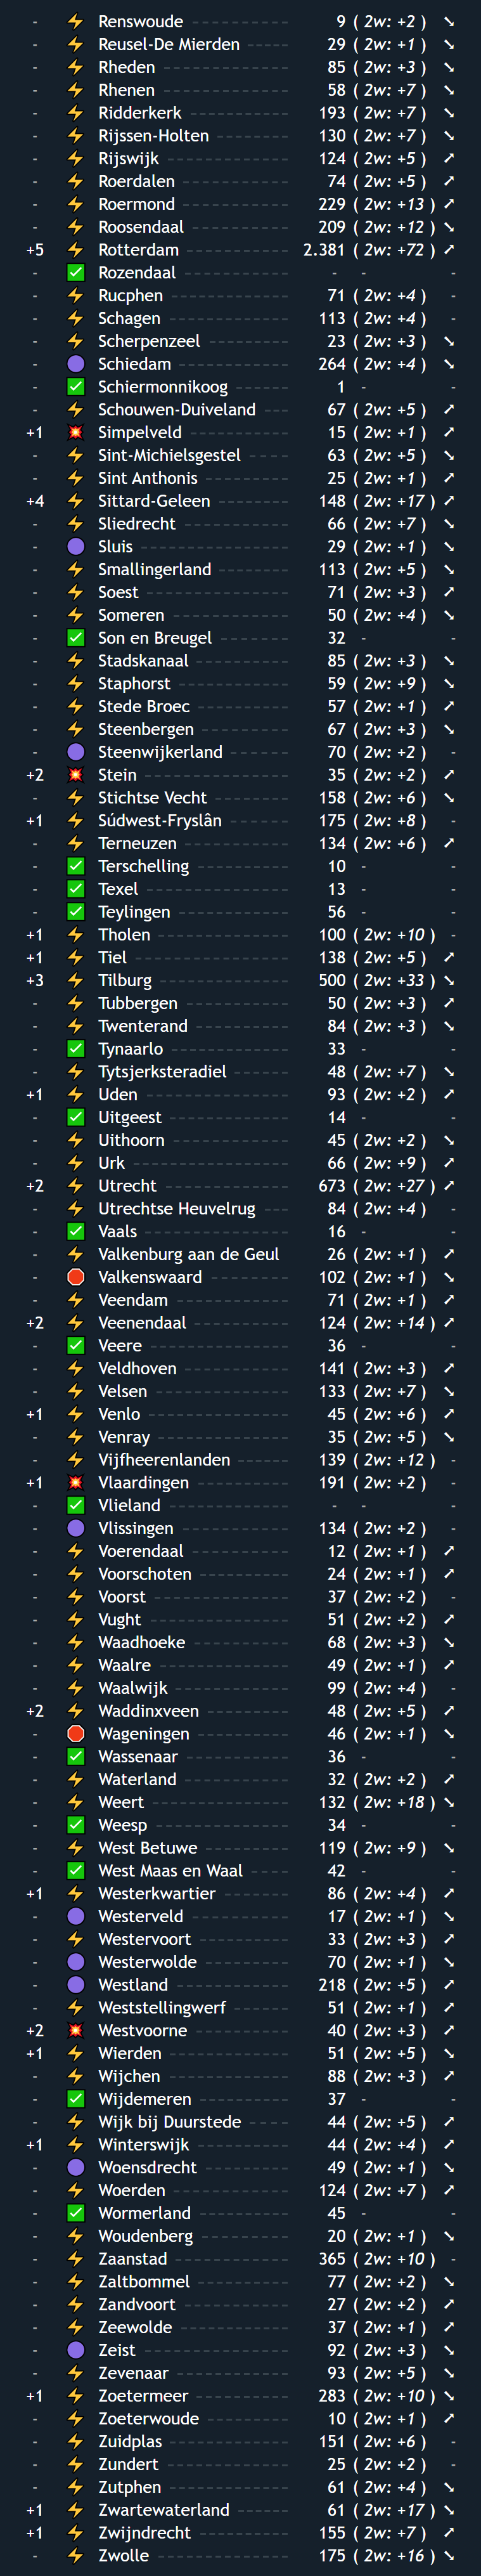 - ⚡ Renswoude ------------ 9 ( 2w: +2 ) ↘
- ⚡ Reusel-De Mierden ------ 29 ( 2w: +1 ) ↘
- ⚡ Rheden ---------------- 85 ( 2w: +3 ) ↘
- ⚡ Rhenen ---------------- 58 ( 2w: +7 ) ↘
- ⚡ Ridderkerk ------------ 193 ( 2w: +7 ) ↘
- ⚡ Rijssen-Holten -------- 130 ( 2w: +7 ) ↘
- ⚡ Rijswijk -------------- 124 ( 2w: +5 ) ↗
- ⚡ Roerdalen ------------- 74 ( 2w: +5 ) ↗
- ⚡ Roermond -------------- 229 ( 2w: +13 ) ↗
- ⚡ Roosendaal ------------ 209 ( 2w: +12 ) ↘
+5 ⚡ Rotterdam ------------ 2.381 ( 2w: +72 ) ↗
- ✅ Rozendaal ------------- - - -
- ⚡ Rucphen --------------- 71 ( 2w: +4 ) -
- ⚡ Schagen --------------- 113 ( 2w: +4 ) -
- ⚡ Scherpenzeel ---------- 23 ( 2w: +3 ) ↘
- 🟣 Schiedam -------------- 264 ( 2w: +4 ) ↘
- ✅ Schiermonnikoog ------- 1 - -
- ⚡ Schouwen-Duiveland ---- 67 ( 2w: +5 ) ↗
+1 💥 Simpelveld ----------- 15 ( 2w: +1 ) ↗
- ⚡ Sint-Michielsgestel --- 63 ( 2w: +5 ) ↘
- ⚡ Sint Anthonis --------- 25 ( 2w: +1 ) ↗
+4 ⚡ Sittard-Geleen ------- 148 ( 2w: +17 ) ↗
- ⚡ Sliedrecht ------------ 66 ( 2w: +7 ) ↘
- 🟣 Sluis ----------------- 29 ( 2w: +1 ) ↘
- ⚡ Smallingerland -------- 113 ( 2w: +5 ) ↘
- ⚡ Soest ----------------- 71 ( 2w: +3 ) ↗
- ⚡ Someren --------------- 50 ( 2w: +4 ) ↘
- ✅ Son en Breugel -------- 32 - -
- ⚡ Stadskanaal ----------- 85 ( 2w: +3 ) ↘
- ⚡ Staphorst ------------- 59 ( 2w: +9 ) ↘
- ⚡ Stede Broec ----------- 57 ( 2w: +1 ) ↗
- ⚡ Steenbergen ----------- 67 ( 2w: +3 ) ↘
- 🟣 Steenwijkerland ------- 70 ( 2w: +2 ) -
+2 💥 Stein ---------------- 35 ( 2w: +2 ) ↗
- ⚡ Stichtse Vecht -------- 158 ( 2w: +6 ) ↘
+1 ⚡ Súdwest-Fryslân ------ 175 ( 2w: +8 ) -
- ⚡ Terneuzen ------------- 134 ( 2w: +6 ) ↗
- ✅ Terschelling ---------- 10 - -
- ✅ Texel ----------------- 13 - -
- ✅ Teylingen ------------- 56 - -
+1 ⚡ Tholen --------------- 100 ( 2w: +10 ) -
+1 ⚡ Tiel ----------------- 138 ( 2w: +5 ) ↗
+3 ⚡ Tilburg -------------- 500 ( 2w: +33 ) ↘
- ⚡ Tubbergen ------------- 50 ( 2w: +3 ) ↗
- ⚡ Twenterand ------------ 84 ( 2w: +3 ) ↘
- ✅ Tynaarlo -------------- 33 - -
- ⚡ Tytsjerksteradiel ----- 48 ( 2w: +7 ) ↘
+1 ⚡ Uden ----------------- 93 ( 2w: +2 ) ↗
- ✅ Uitgeest -------------- 14 - -
- ⚡ Uithoorn -------------- 45 ( 2w: +2 ) ↘
- ⚡ Urk ------------------- 66 ( 2w: +9 ) ↗
+2 ⚡ Utrecht -------------- 673 ( 2w: +27 ) ↗
- ⚡ Utrechtse Heuvelrug --- 84 ( 2w: +4 ) -
- ✅ Vaals ----------------- 16 - -
- ⚡ Valkenburg aan de Geul 26 ( 2w: +1 ) ↗
- 🛑 Valkenswaard ---------- 102 ( 2w: +1 ) ↘
- ⚡ Veendam --------------- 71 ( 2w: +1 ) ↗
+2 ⚡ Veenendaal ----------- 124 ( 2w: +14 ) ↗
- ✅ Veere ----------------- 36 - -
- ⚡ Veldhoven ------------- 141 ( 2w: +3 ) ↗
- ⚡ Velsen ---------------- 133 ( 2w: +7 ) ↘
+1 ⚡ Venlo ---------------- 45 ( 2w: +6 ) ↗
- ⚡ Venray ---------------- 35 ( 2w: +5 ) ↘
- ⚡ Vijfheerenlanden ------ 139 ( 2w: +12 ) -
+1 💥 Vlaardingen ---------- 191 ( 2w: +2 ) -
- ✅ Vlieland -------------- - - -
- 🟣 Vlissingen ------------ 134 ( 2w: +2 ) -
- ⚡ Voerendaal ------------ 12 ( 2w: +1 ) ↗
- ⚡ Voorschoten ----------- 24 ( 2w: +1 ) ↗
- ⚡ Voorst ---------------- 37 ( 2w: +2 ) -
- ⚡ Vught ----------------- 51 ( 2w: +2 ) ↗
- ⚡ Waadhoeke ------------- 68 ( 2w: +3 ) ↘
- ⚡ Waalre ---------------- 49 ( 2w: +1 ) ↗
- ⚡ Waalwijk -------------- 99 ( 2w: +4 ) -
+2 ⚡ Waddinxveen ---------- 48 ( 2w: +5 ) ↗
- 🛑 Wageningen ------------ 46 ( 2w: +1 ) ↘
- ✅ Wassenaar ------------- 36 - -
- ⚡ Waterland ------------- 32 ( 2w: +2 ) ↗
- ⚡ Weert ----------------- 132 ( 2w: +18 ) ↘
- ✅ Weesp ----------------- 34 - -
- ⚡ West Betuwe ----------- 119 ( 2w: +9 ) ↘
- ✅ West Maas en Waal ----- 42 - -
+1 ⚡ Westerkwartier ------- 86 ( 2w: +4 ) ↗
- 🟣 Westerveld ------------ 17 ( 2w: +1 ) ↘
- ⚡ Westervoort ----------- 33 ( 2w: +3 ) ↗
- 🟣 Westerwolde ----------- 70 ( 2w: +1 ) ↘
- 🟣 Westland -------------- 218 ( 2w: +5 ) ↗
- ⚡ Weststellingwerf ------ 51 ( 2w: +1 ) ↗
+2 💥 Westvoorne ----------- 40 ( 2w: +3 ) ↗
+1 ⚡ Wierden -------------- 51 ( 2w: +5 ) ↘
- ⚡ Wijchen --------------- 88 ( 2w: +3 ) ↗
- ✅ Wijdemeren ------------ 37 - -
- ⚡ Wijk bij Duurstede ---- 44 ( 2w: +5 ) ↗
+1 ⚡ Winterswijk ---------- 44 ( 2w: +4 ) ↗
- 🟣 Woensdrecht ----------- 49 ( 2w: +1 ) ↘
- ⚡ Woerden --------------- 124 ( 2w: +7 ) ↗
- ✅ Wormerland ------------ 45 - -
- ⚡ Woudenberg ------------ 20 ( 2w: +1 ) ↘
- ⚡ Zaanstad -------------- 365 ( 2w: +10 ) -
- ⚡ Zaltbommel ------------ 77 ( 2w: +2 ) ↘
- ⚡ Zandvoort ------------- 27 ( 2w: +2 ) ↗
- ⚡ Zeewolde -------------- 37 ( 2w: +1 ) ↗
- 🟣 Zeist ----------------- 92 ( 2w: +3 ) ↘
- ⚡ Zevenaar -------------- 93 ( 2w: +5 ) ↘
+1 ⚡ Zoetermeer ----------- 283 ( 2w: +10 ) ↘
- ⚡ Zoeterwoude ----------- 10 ( 2w: +1 ) ↗
- ⚡ Zuidplas -------------- 151 ( 2w: +6 ) -
- ⚡ Zundert --------------- 25 ( 2w: +2 ) -
- ⚡ Zutphen --------------- 61 ( 2w: +4 ) ↘
+1 ⚡ Zwartewaterland ------ 61 ( 2w: +17 ) ↘
+1 ⚡ Zwijndrecht ---------- 155 ( 2w: +7 ) ↗
- ⚡ Zwolle ---------------- 175 ( 2w: +16 ) ↘